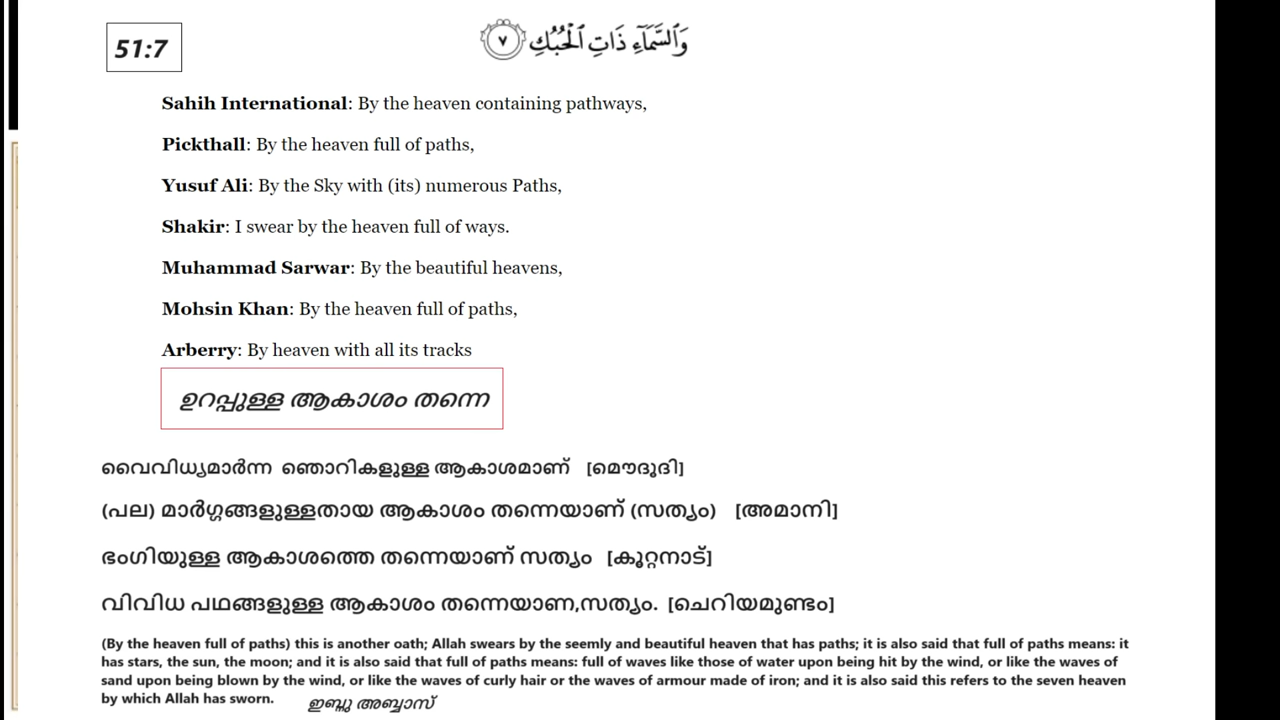 51:7
وَٱلسَّمَآءِ ذَاتِ ٱلْحُبُكِ ٧
Sahih International: By the heaven containing pathways,
Pickthall: By the heaven full of paths,
Yusuf Ali: By the Sky with (its) numerous Paths,
Shakir: I swear by the heaven full of ways.
Muhammad Sarwar: By the beautiful heavens,
Mohsin Khan: By the heaven full of paths,
Arberry: By heaven with all its tracks
ഉറപ്പുള്ള ആകാശം തന്നെ
വൈവിധ്യമാർന്ന ഞൊറികളുള്ള ആകാശമാണ് [മൌദൂദി]
(പല) മാർഗ്ഗങ്ങളുള്ളതായ ആകാശം തന്നെയാണ് (സത്യം) [അമാനി]
ഭംഗിയുള്ള ആകാശത്തെ തന്നെയാണ് സത്യം [കൂറ്റനാട്]
വിവിധ പഥങ്ങളുള്ള ആകാശം തന്നെയാണ,സത്യം. [ചെറിയമുണ്ടം]
(By the heaven full of paths) this is another oath; Allah swears by the seemly and beautiful heaven that has paths; it is also said that full of paths means: it
has stars, the sun, the moon; and it is also said that full of paths means: full of waves like those of water upon being hit by the wind, or like the waves of
sand upon being blown by the wind, or like the waves of curly hair or the waves of armour made of iron; and it is also said this refers to the seven heaven
by which Allah has sworn. ഇബ്നു അബ്ബാസ്